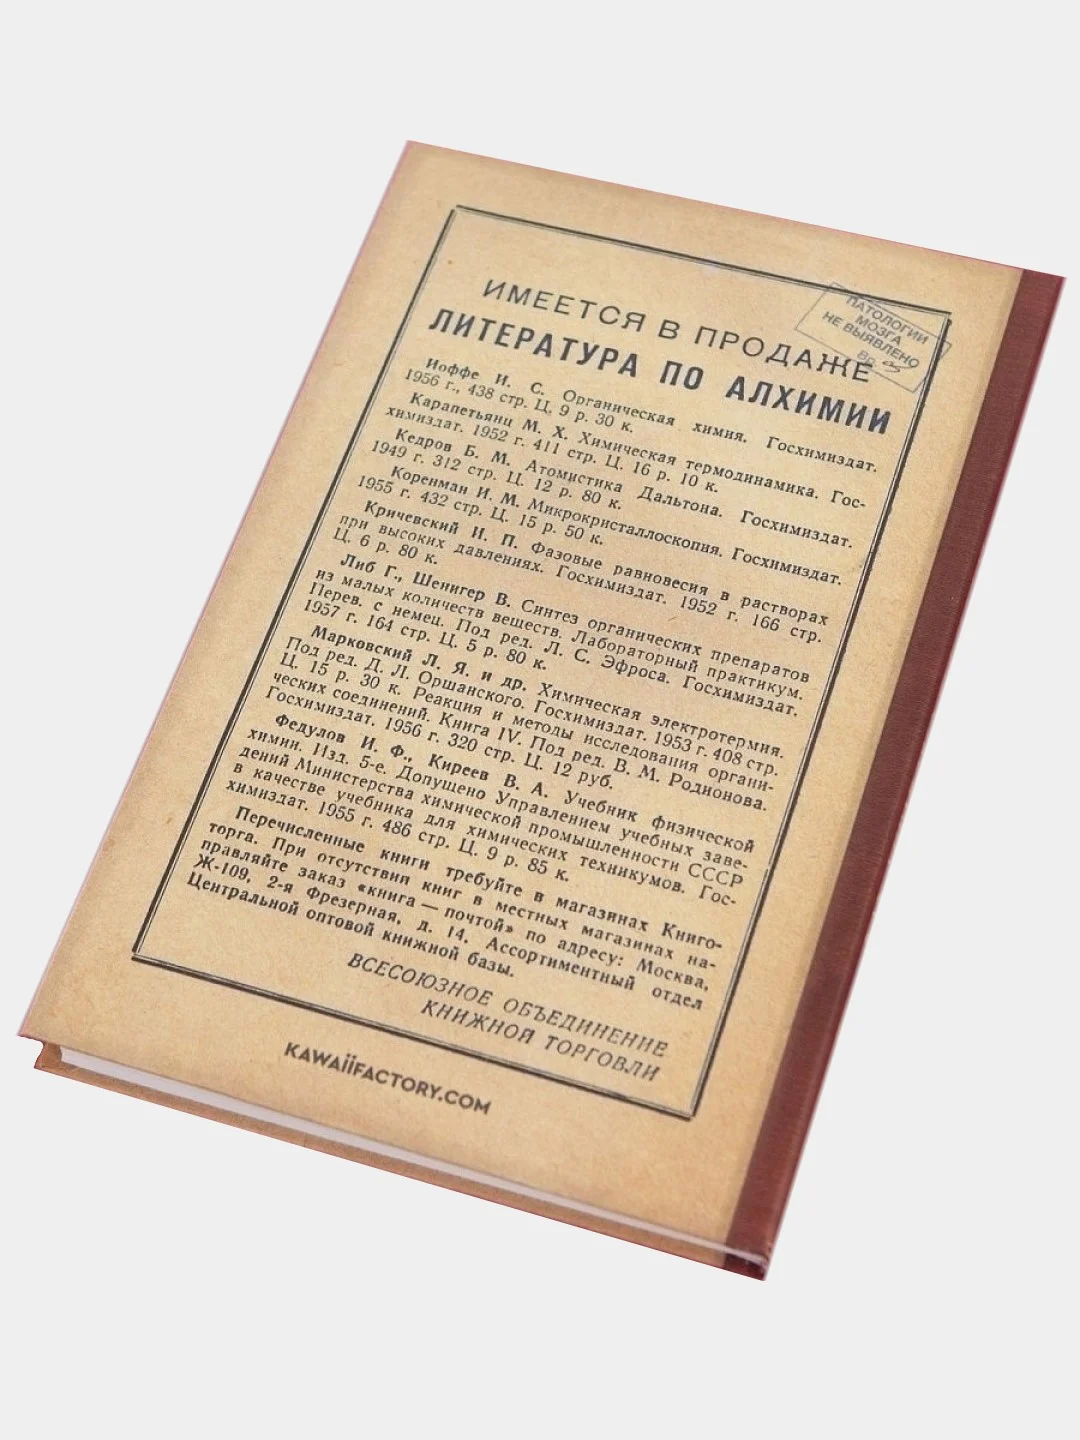 ПАТОЛОГИИ
МОЗГА
НЕ ВЫЯВЛЕНО
Вр.
ИМЕЕТСЯ В ПРОДАЖЕ
ЛИТЕРАТУРА ПО АЛХИМИИ
Иоффе И. С. Органическая химия. Госхимиздат.
1956 г., 438 стр. Ц. 9 р. 30 к.
Карапетьянц М. Х. Химическая термодинамика. Гос-
химиздат. 1952 г. 411 стр. Ц. 16 р. 10 к.
Кедров Б. М. Атомистика Дальтона. Госхимиздат.
1949 г. 312 стр. Ц. 12 р. 80 к.
Коренман И. М. Микрокристаллоскопия. Госхимиздат.
1955 г. 432 стр. Ц. 15 р. 50 к.
Кричевский И. П. Фазовые равновесия в растворах
при высоких давлениях. Госхимиздат. 1952 г. 166 стр.
Ц. 6 р. 80 к.
Либ Г., Шенигер В. Синтез органических препаратов
из малых количеств веществ. Лабораторный практикум.
Перев. с немец. Под ред. Л. С. Эфроса. Госхимиздат.
1957 г. 164 стр. Ц. 5 р. 80 к.
Марковский Л. Я. и др. Химическая электротермия.
Под ред. Д. Л. Оршанского. Госхимиздат. 1953 г. 408 стр.
Ц. 15 р. 30 к. Реакция и методы исследования органи-
ческих соединений. Книга IV. Под ред. В. М. Родионова.
Госхимиздат. 1956 г. 320 стр. Ц. 12 руб.
Федулов И. Ф., Киреев В. А. Учебник физической
химии. Изд. 5-е. Допущено Управлением учебных заве-
дений Министерства химической промышленности СССР
в качестве учебника для химических техникумов. Гос-
химиздат. 1955 г. 486 стр. Ц. 9 р. 85 к.
Перечисленные книги требуйте в магазинах Книго-
торга. При отсутствия книг в местных магазинах на-
правляйте заказ «книга — почтой» по адресу: Москва,
Ж-109, 2-я Фрезерная, д. 14, Ассортиментный отдел
Центральной оптовой книжной базы.
ВСЕСОЮЗНОЕ ОБЪЕДИНЕНИЕ
КНИЖНОЙ ТОРГОВЛИ
KAWAiiFACTORY.COM